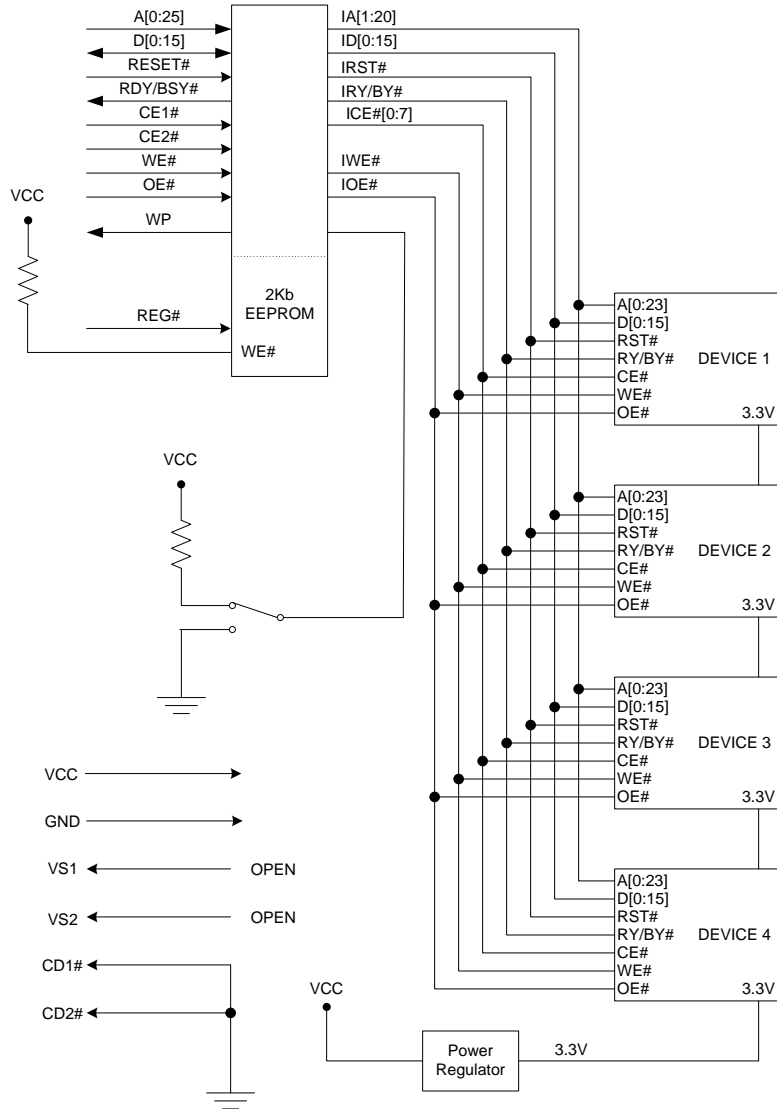 A[0:25]
D[0:15]
RESET#
RDY/BSY#
CE1#
CE2#
WE#
OE#
WP
REG#
VCC
2Kb
EEPROM
WE#
IA[1:20]
ID[0:15]
IRST#
IRY/BY#
ICE#[0:7]
IWE#
IOE#
A[0:23]
D[0:15]
RST#
RY/BY#
CE#
WE#
OE#
DEVICE 1
3.3V
A[0:23]
D[0:15]
RST#
RY/BY#
CE#
WE#
OE#
DEVICE 2
3.3V
A[0:23]
D[0:15]
RST#
RY/BY#
CE#
WE#
OE#
DEVICE 3
3.3V
A[0:23]
D[0:15]
RST#
RY/BY#
CE#
WE#
OE#
DEVICE 4
3.3V
VCC
VCC
GND
VS1
OPEN
VS2
OPEN
CD1#
CD2#
VCC
Power
Regulator
3.3V